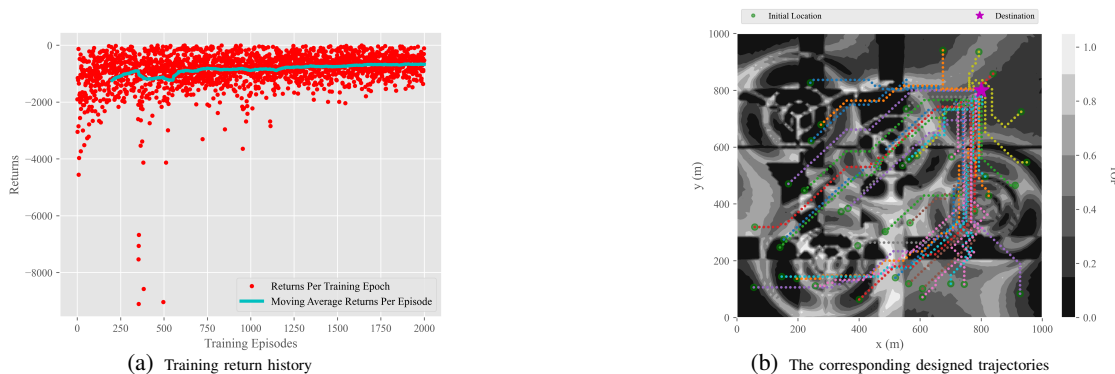 0
−2000
−4000
−6000
−8000
Returns
Returns Per Training Epoch
Moving Average Returns Per Episode
0 250 500 750 1000 1250 1500 1750 2000
Training Episodes
(a) Training return history
Initial Location Destination
1000
800
600
400
200
0
y (m)
0 200 400 600 800 1000
x (m)
1.0
0.8
0.6
0.4
0.2
0.0
(b) The corresponding designed trajectories